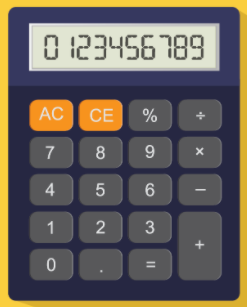 0123456789
AC CE % ÷
7 8 9 ×
4 5 6 −
1 2 3 +
0 . =